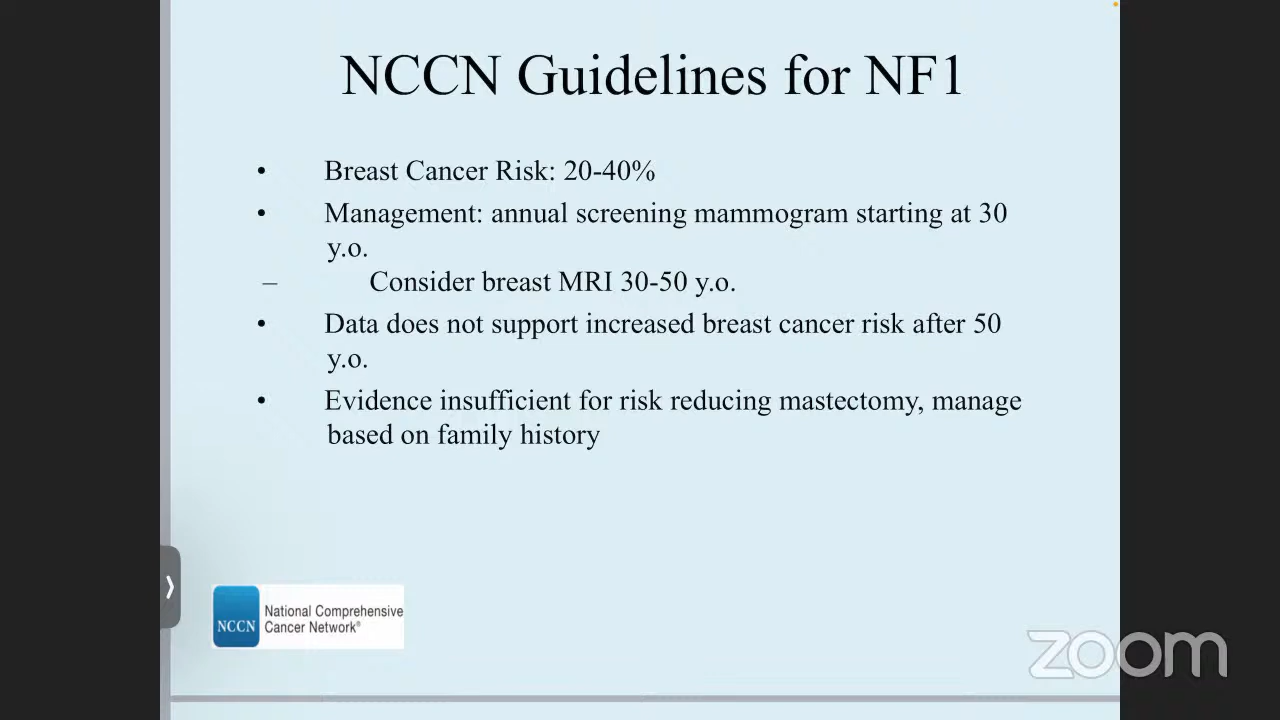 NCCN Guidelines for NF1
• Breast Cancer Risk: 20-40%
• Management: annual screening mammogram starting at 30
y.o.
– Consider breast MRI 30-50 y.o.
• Data does not support increased breast cancer risk after 50
y.o.
• Evidence insufficient for risk reducing mastectomy, manage
based on family history
NCCN
National Comprehensive
Cancer Network®
zoom